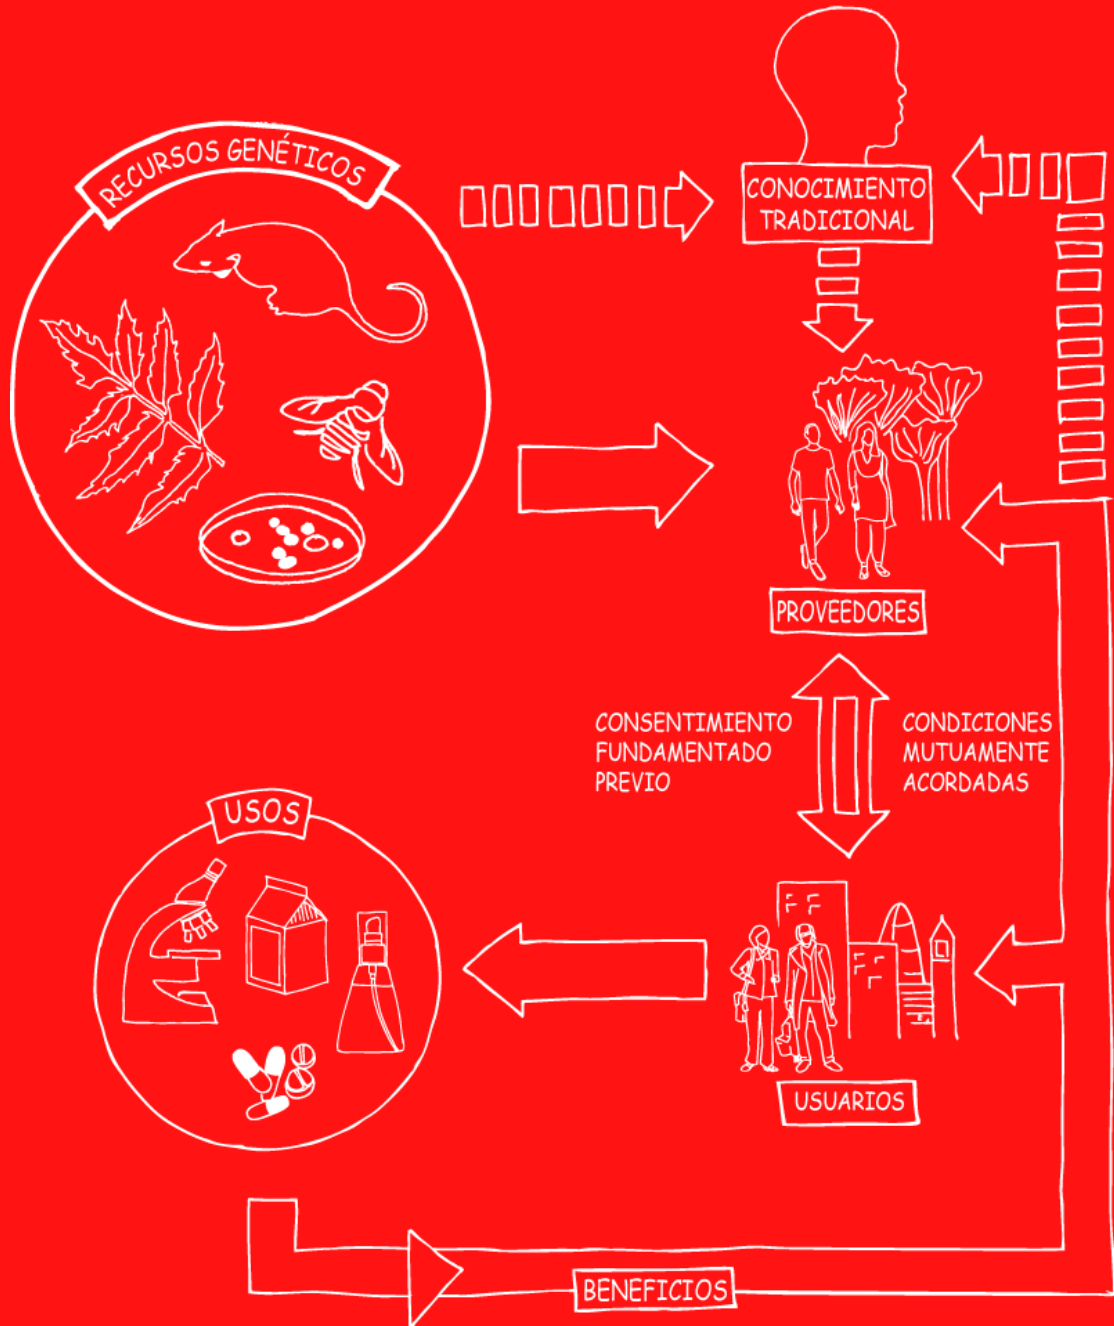 RECURSOS GENÉTICOS
CONOCIMIENTO
TRADICIONAL
PROVEEDORES
CONSENTIMIENTO
FUNDAMENTADO
PREVIO
CONDICIONES
MUTUAMENTE
ACORDADAS
USOS
USUARIOS
BENEFICIOS